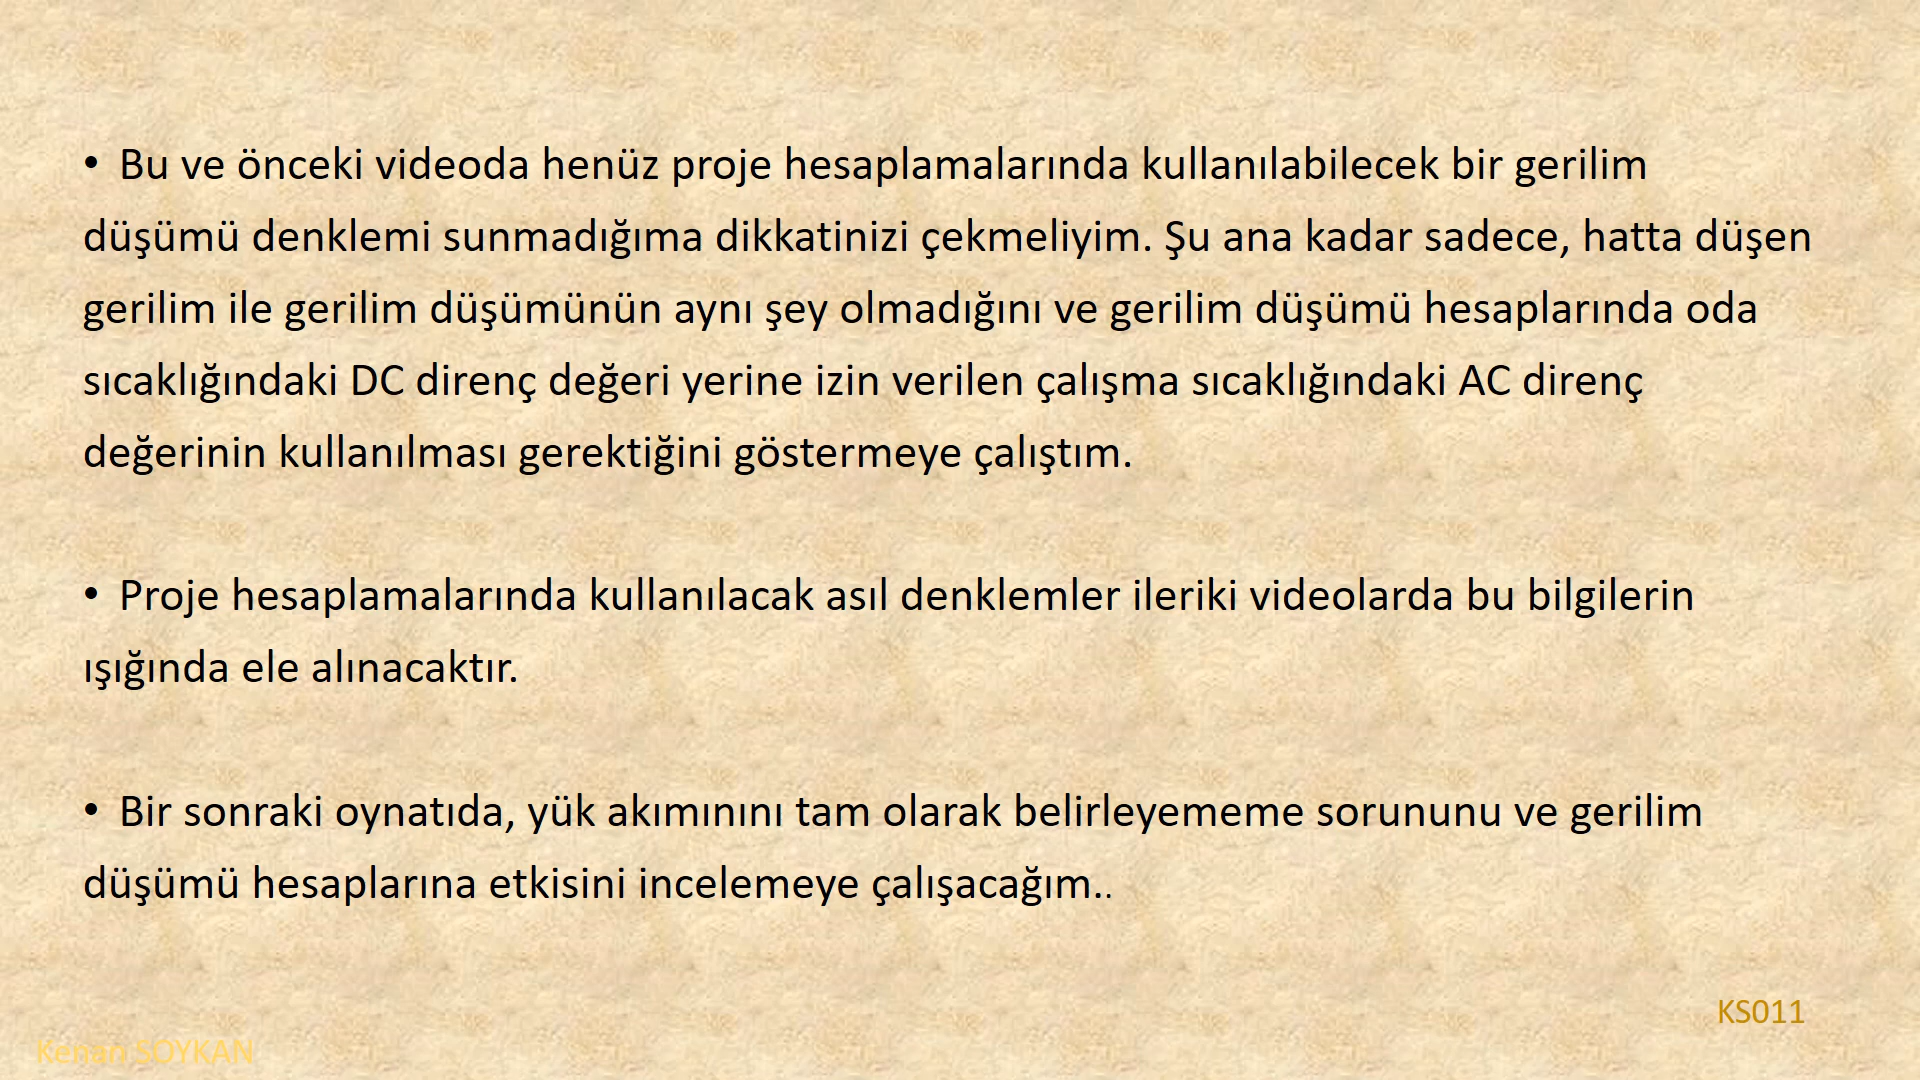 • Bu ve önceki videoda henüz proje hesaplamalarında kullanılabilecek bir gerilim
düşümü denklemi sunmadığıma dikkatinizi çekmeliyim. Şu ana kadar sadece, hatta düşen
gerilim ile gerilim düşümünün aynı şey olmadığını ve gerilim düşümü hesaplarında oda
sıcaklığındaki DC direnç değeri yerine izin verilen çalışma sıcaklığındaki AC direnç
değerinin kullanılması gerektiğini göstermeye çalıştım.
• Proje hesaplamalarında kullanılacak asıl denklemler ileriki videolarda bu bilgilerin
ışığında ele alınacaktır.
• Bir sonraki oynatıda, yük akımınını tam olarak belirleyememe sorununu ve gerilim
düşümü hesaplarına etkisini incelemeye çalışacağım..
KS011
Kenan SOYKAN